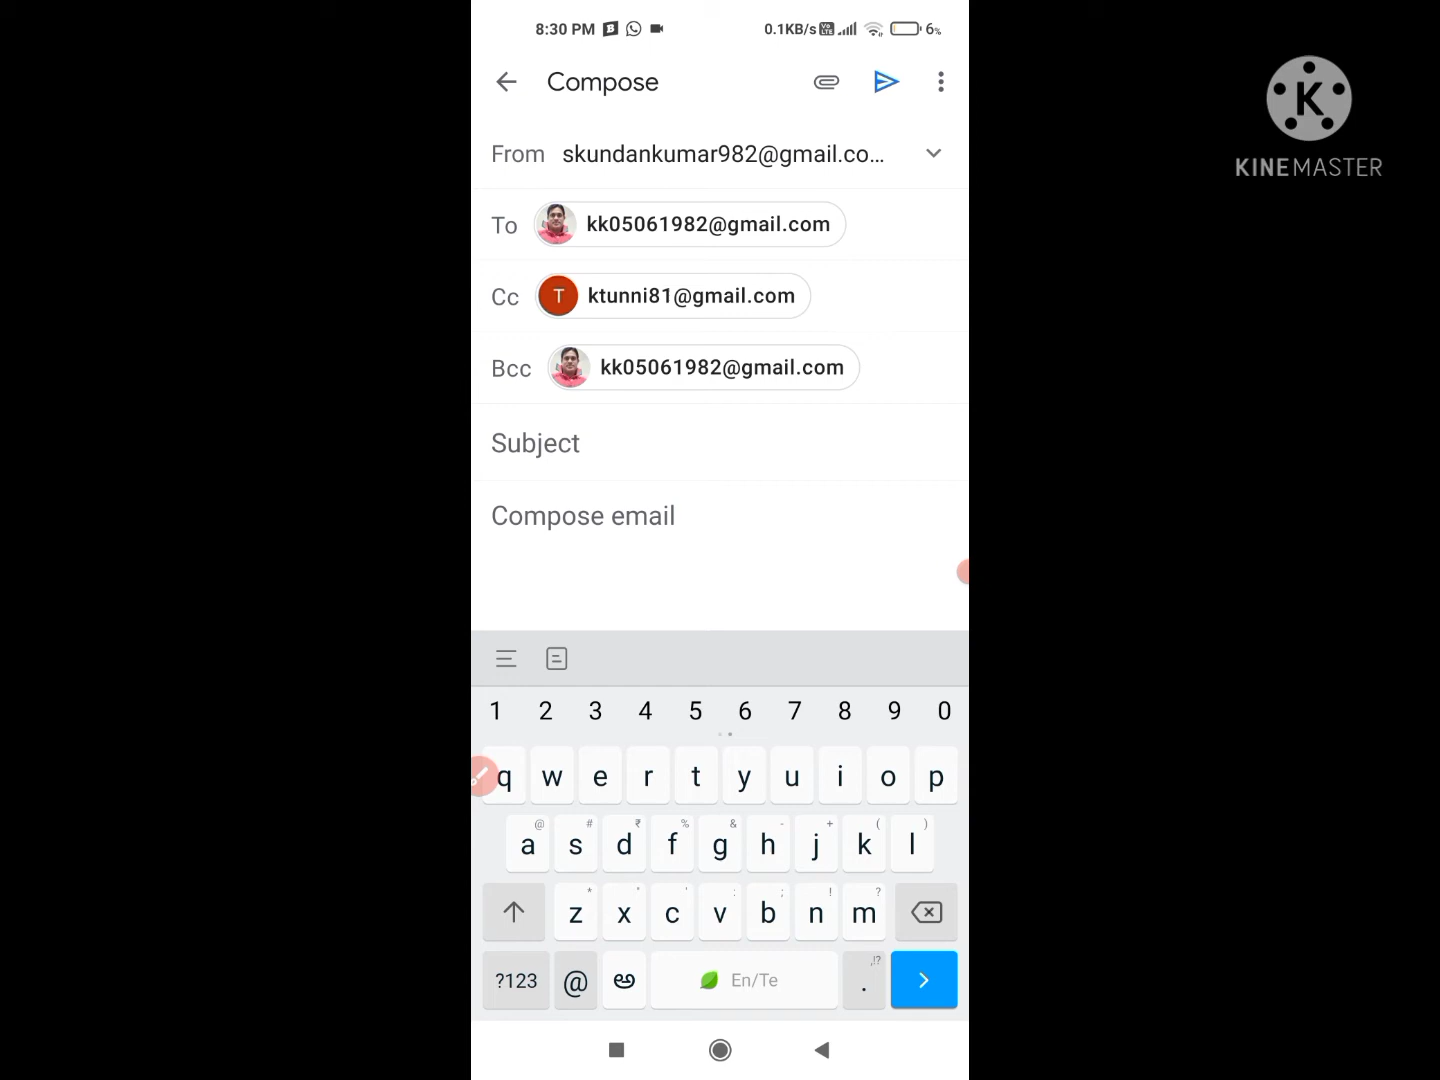 8:30 PM
0.1KB/s Vo LTE 6%
KINEMASTER
K
Compose
From skundankumar982@gmail.co...
To kk05061982@gmail.com
Cc T ktunni81@gmail.com
Bcc kk05061982@gmail.com
Subject
Compose email
1 2 3 4 5 6 7 8 9 0
q w e r t y u i o p
@ # ₹ % & - + ( )
a s d f g h j k l
* " ' : ; ! ?
z x c v b n m
?123 @ అ En/Te . ,!?